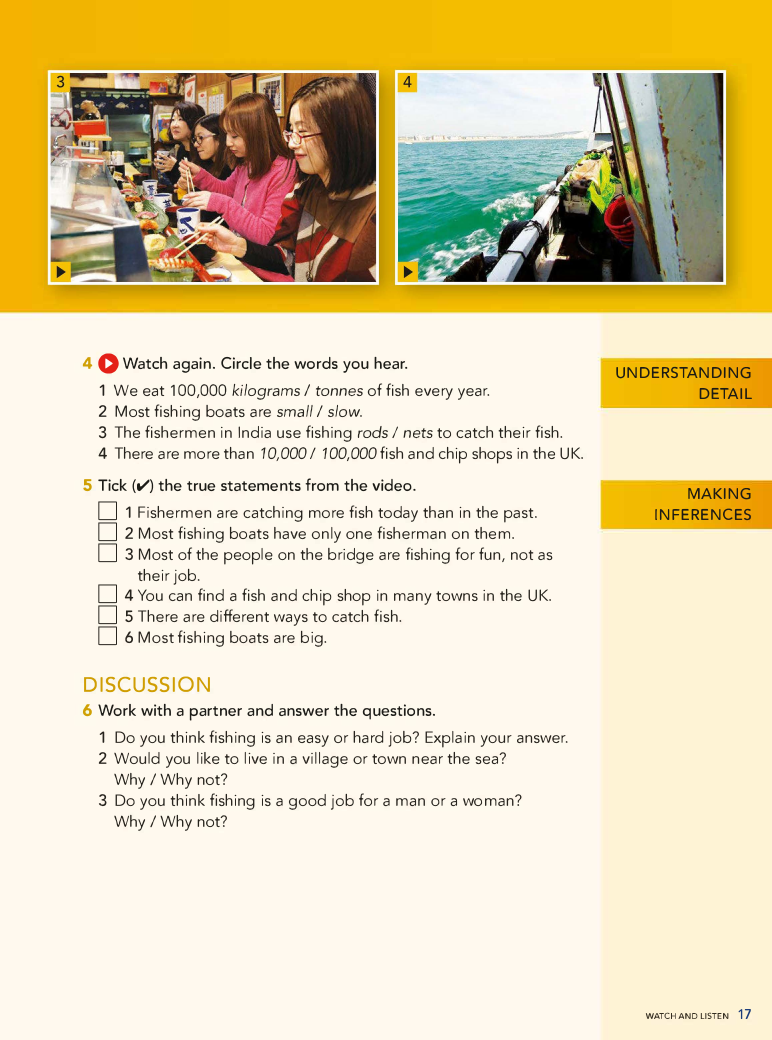 3
4
4 Watch again. Circle the words you hear.
1 We eat 100,000 kilograms / tonnes of fish every year.
2 Most fishing boats are small / slow.
3 The fishermen in India use fishing rods / nets to catch their fish.
4 There are more than 10,000 / 100,000 fish and chip shops in the UK.
UNDERSTANDING
DETAIL
5 Tick (✔) the true statements from the video.
1 Fishermen are catching more fish today than in the past.
2 Most fishing boats have only one fisherman on them.
3 Most of the people on the bridge are fishing for fun, not as
their job.
4 You can find a fish and chip shop in many towns in the UK.
5 There are different ways to catch fish.
6 Most fishing boats are big.
MAKING
INFERENCES
DISCUSSION
6 Work with a partner and answer the questions.
1 Do you think fishing is an easy or hard job? Explain your answer.
2 Would you like to live in a village or town near the sea?
Why / Why not?
3 Do you think fishing is a good job for a man or a woman?
Why / Why not?
WATCH AND LISTEN 17